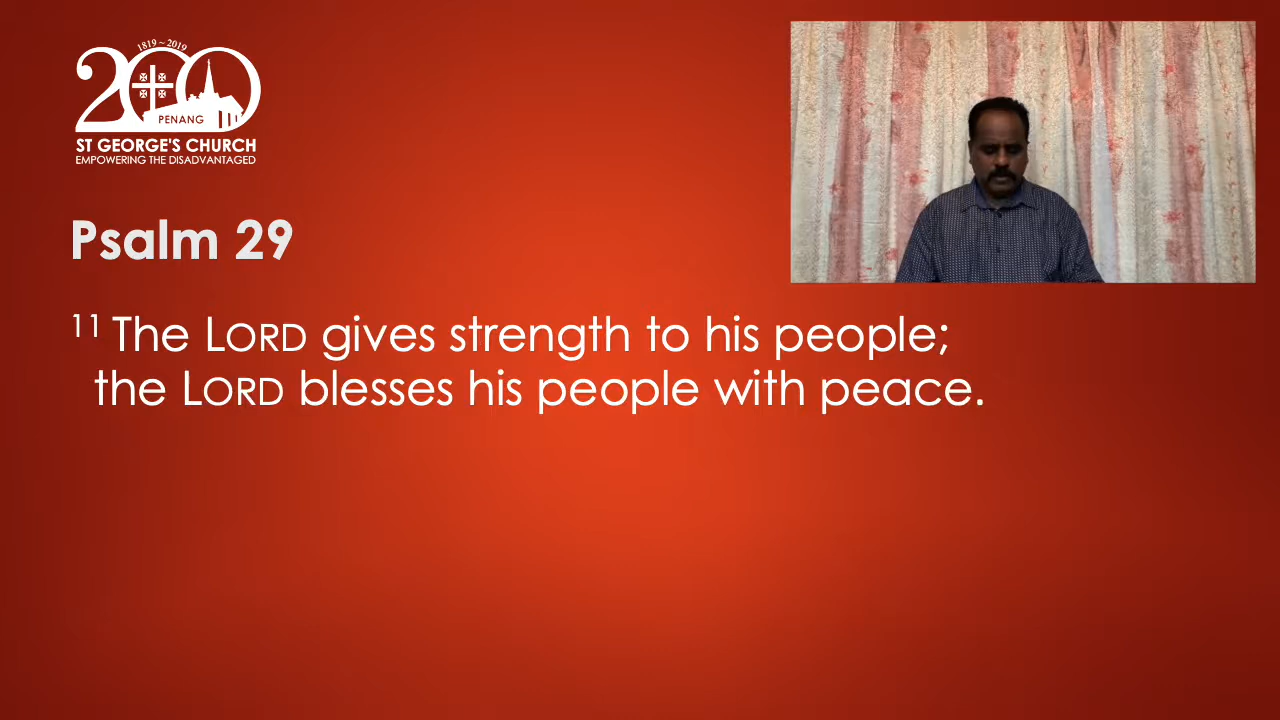 1819 ~ 2019
200
PENANG
ST GEORGE'S CHURCH
EMPOWERING THE DISADVANTAGED
Psalm 29
11 The LORD gives strength to his people;
the LORD blesses his people with peace.